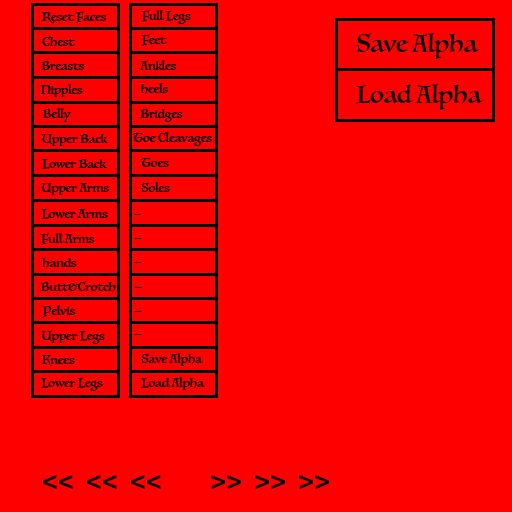 Reset Faces
Chest
Breasts
Nipples
Belly
Upper Back
Lower Back
Upper Arms
Lower Arms
Full Arms
hands
Butt&Crotch
Pelvis
Upper Legs
Knees
Lower Legs
Full Legs
Feet
Ankles
heels
Bridges
Toe Cleavages
Toes
Soles
-
-
-
-
-
-
Save Alpha
Load Alpha
Save Alpha
Load Alpha
<< << << >> >> >>